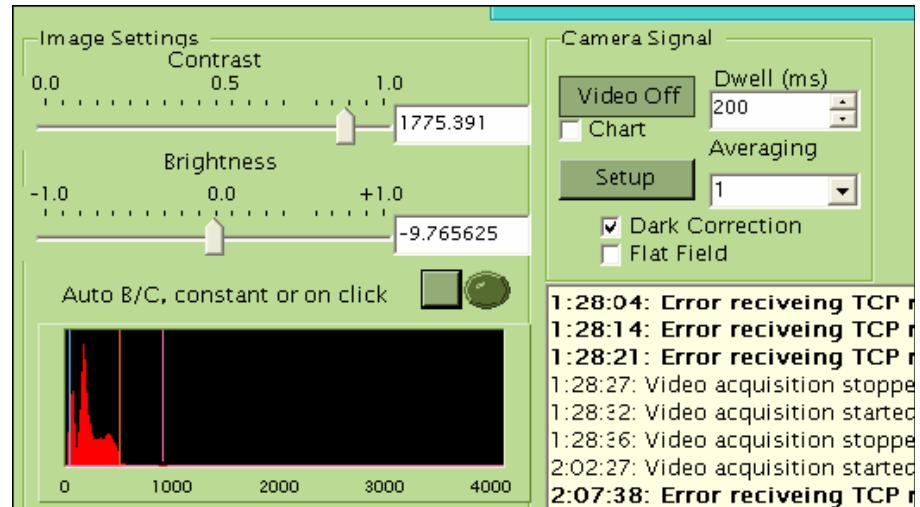 Image Settings
Contrast
0.0 0.5 1.0
1775.391
Brightness
-1.0 0.0 +1.0
-9.765625
Auto B/C, constant or on click
0 1000 2000 3000 4000
Camera Signal
Video Off
Dwell (ms)
200
Chart
Averaging
Setup
1
Dark Correction
Flat Field
1:28:04: Error reciveing TCP
1:28:14: Error reciveing TCP
1:28:21: Error reciveing TCP
1:28:27: Video acquisition stoppe
1:28:32: Video acquisition started
1:28:36: Video acquisition stoppe
2:02:27: Video acquisition started
2:07:38: Error reciveing TCP